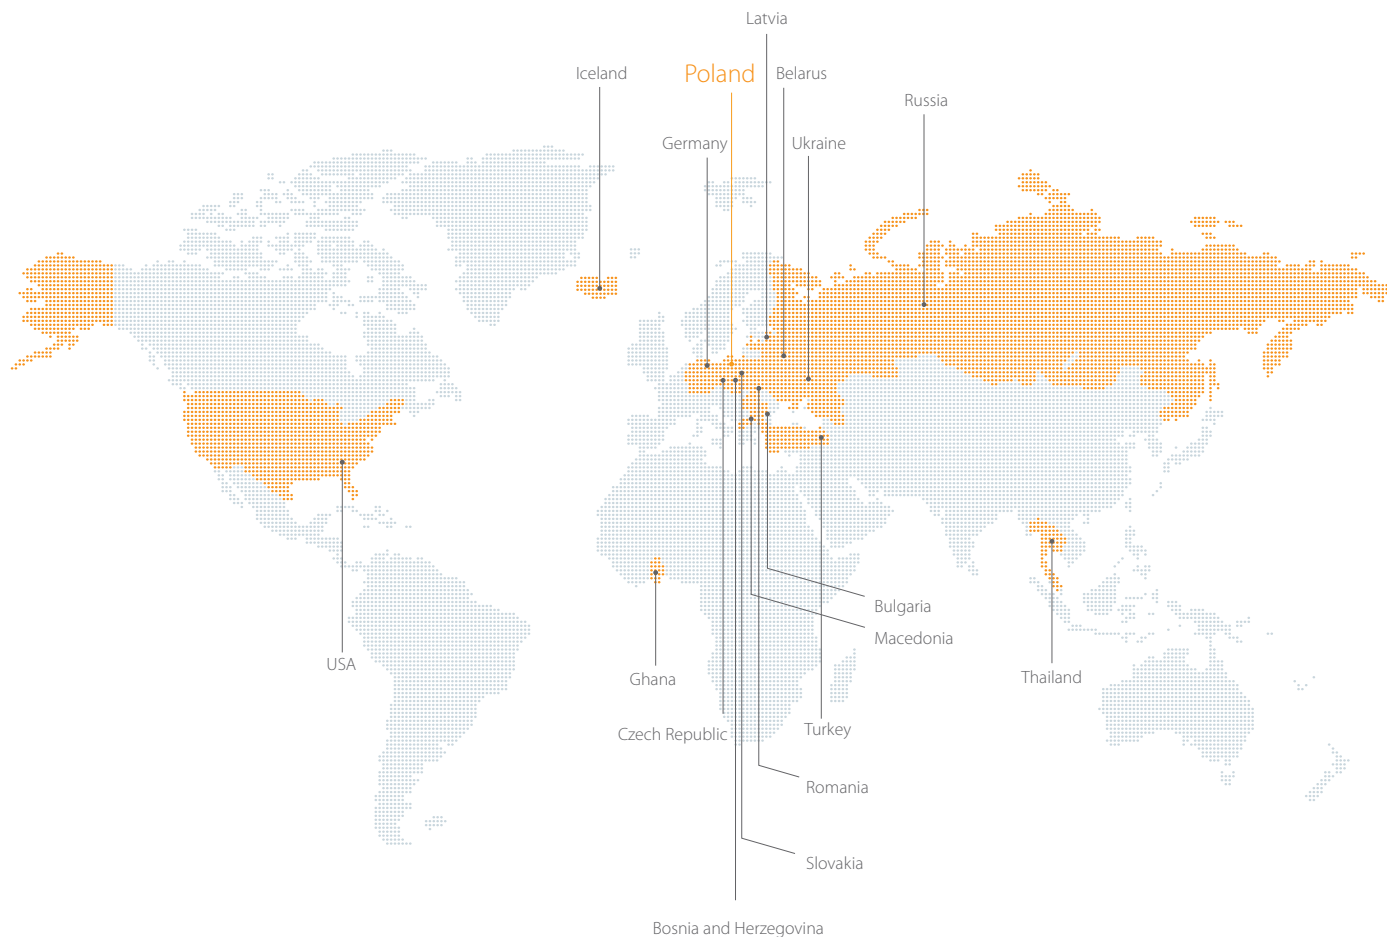 Latvia
Iceland
Poland
Belarus
Russia
Germany
Ukraine
Bulgaria
Macedonia
USA
Ghana
Thailand
Czech Republic
Turkey
Romania
Slovakia
Bosnia and Herzegovina